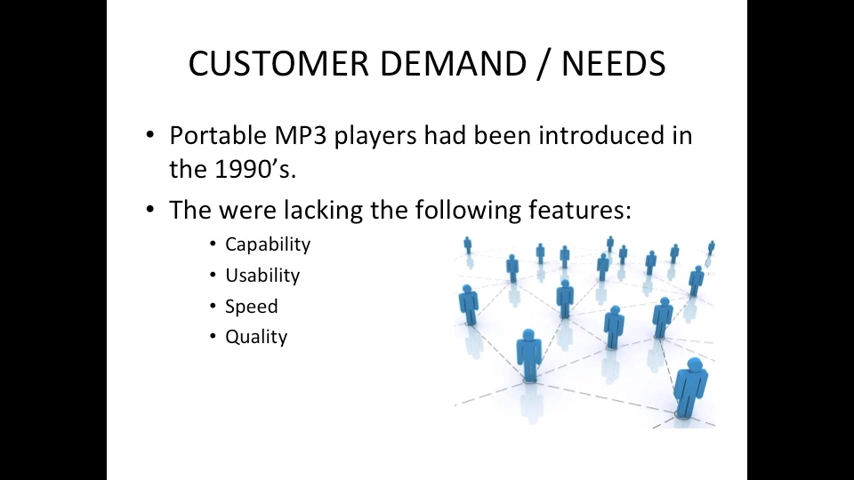 CUSTOMER DEMAND / NEEDS
• Portable MP3 players had been introduced in
the 1990’s.
• The were lacking the following features:
• Capability
• Usability
• Speed
• Quality